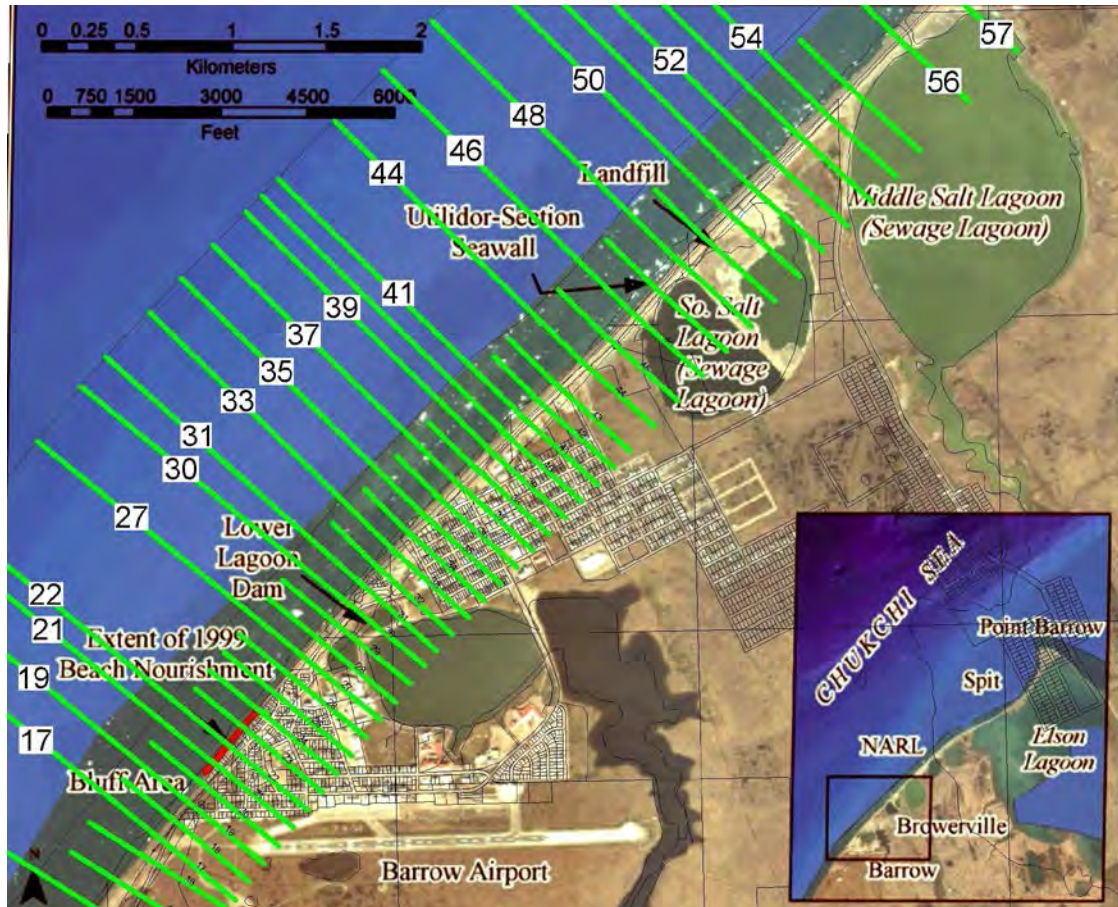 0 0.25 0.5 1 1.5 2
Kilometers
0 750 1500 3000 4500 6000
Feet
57
56
54
52
50
48
46
44
41
39
37
35
33
31
30
27
22
21
19
17
Landfill
Utilidor-Section
Seawall
Middle Salt Lagoon
(Sewage Lagoon)
So. Salt
Lagoon
(Sewage
Lagoon)
Lower
Lagoon
Dam
Extent of 1999
Beach Nourishment
Bluff Area
Barrow Airport
N
CHUKCHI SEA
Point Barrow
Spit
Elson
Lagoon
NARL
Browerville
Barrow